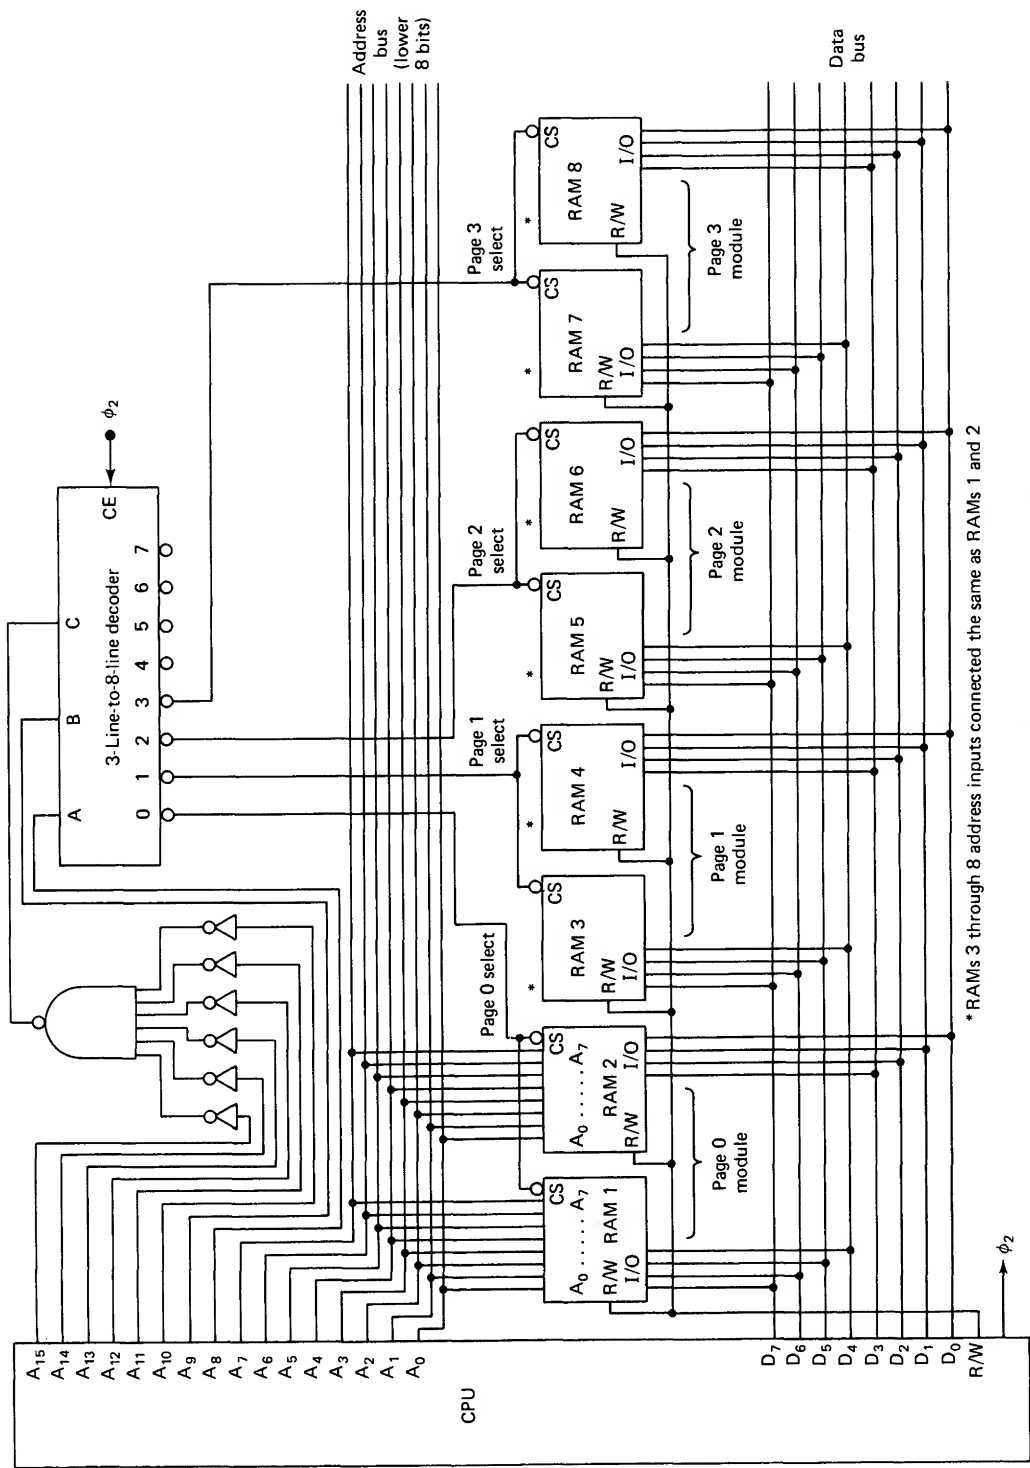 CPU
A15
A14
A13
A12
A11
A10
A9
A8
A7
A6
A5
A4
A3
A2
A1
A0
D7
D6
D5
D4
D3
D2
D1
D0
R/W
ϕ2
3-Line-to-8-line decoder
A
B
C
CE
ϕ2
0
1
2
3
4
5
6
7
Address
bus
(lower
8 bits)
Page 0 select
Page 1
select
Page 2
select
Page 3
select
CS
A0 ...... A7
RAM 1
R/W
I/O
CS
A0 ...... A7
RAM 2
R/W
I/O
Page 0
module
*
CS
RAM 3
R/W
I/O
*
CS
RAM 4
R/W
I/O
Page 1
module
*
CS
RAM 5
R/W
I/O
*
CS
RAM 6
R/W
I/O
Page 2
module
*
CS
RAM 7
R/W
I/O
*
CS
RAM 8
R/W
I/O
Page 3
module
Data
bus
*RAMs 3 through 8 address inputs connected the same as RAMs 1 and 2